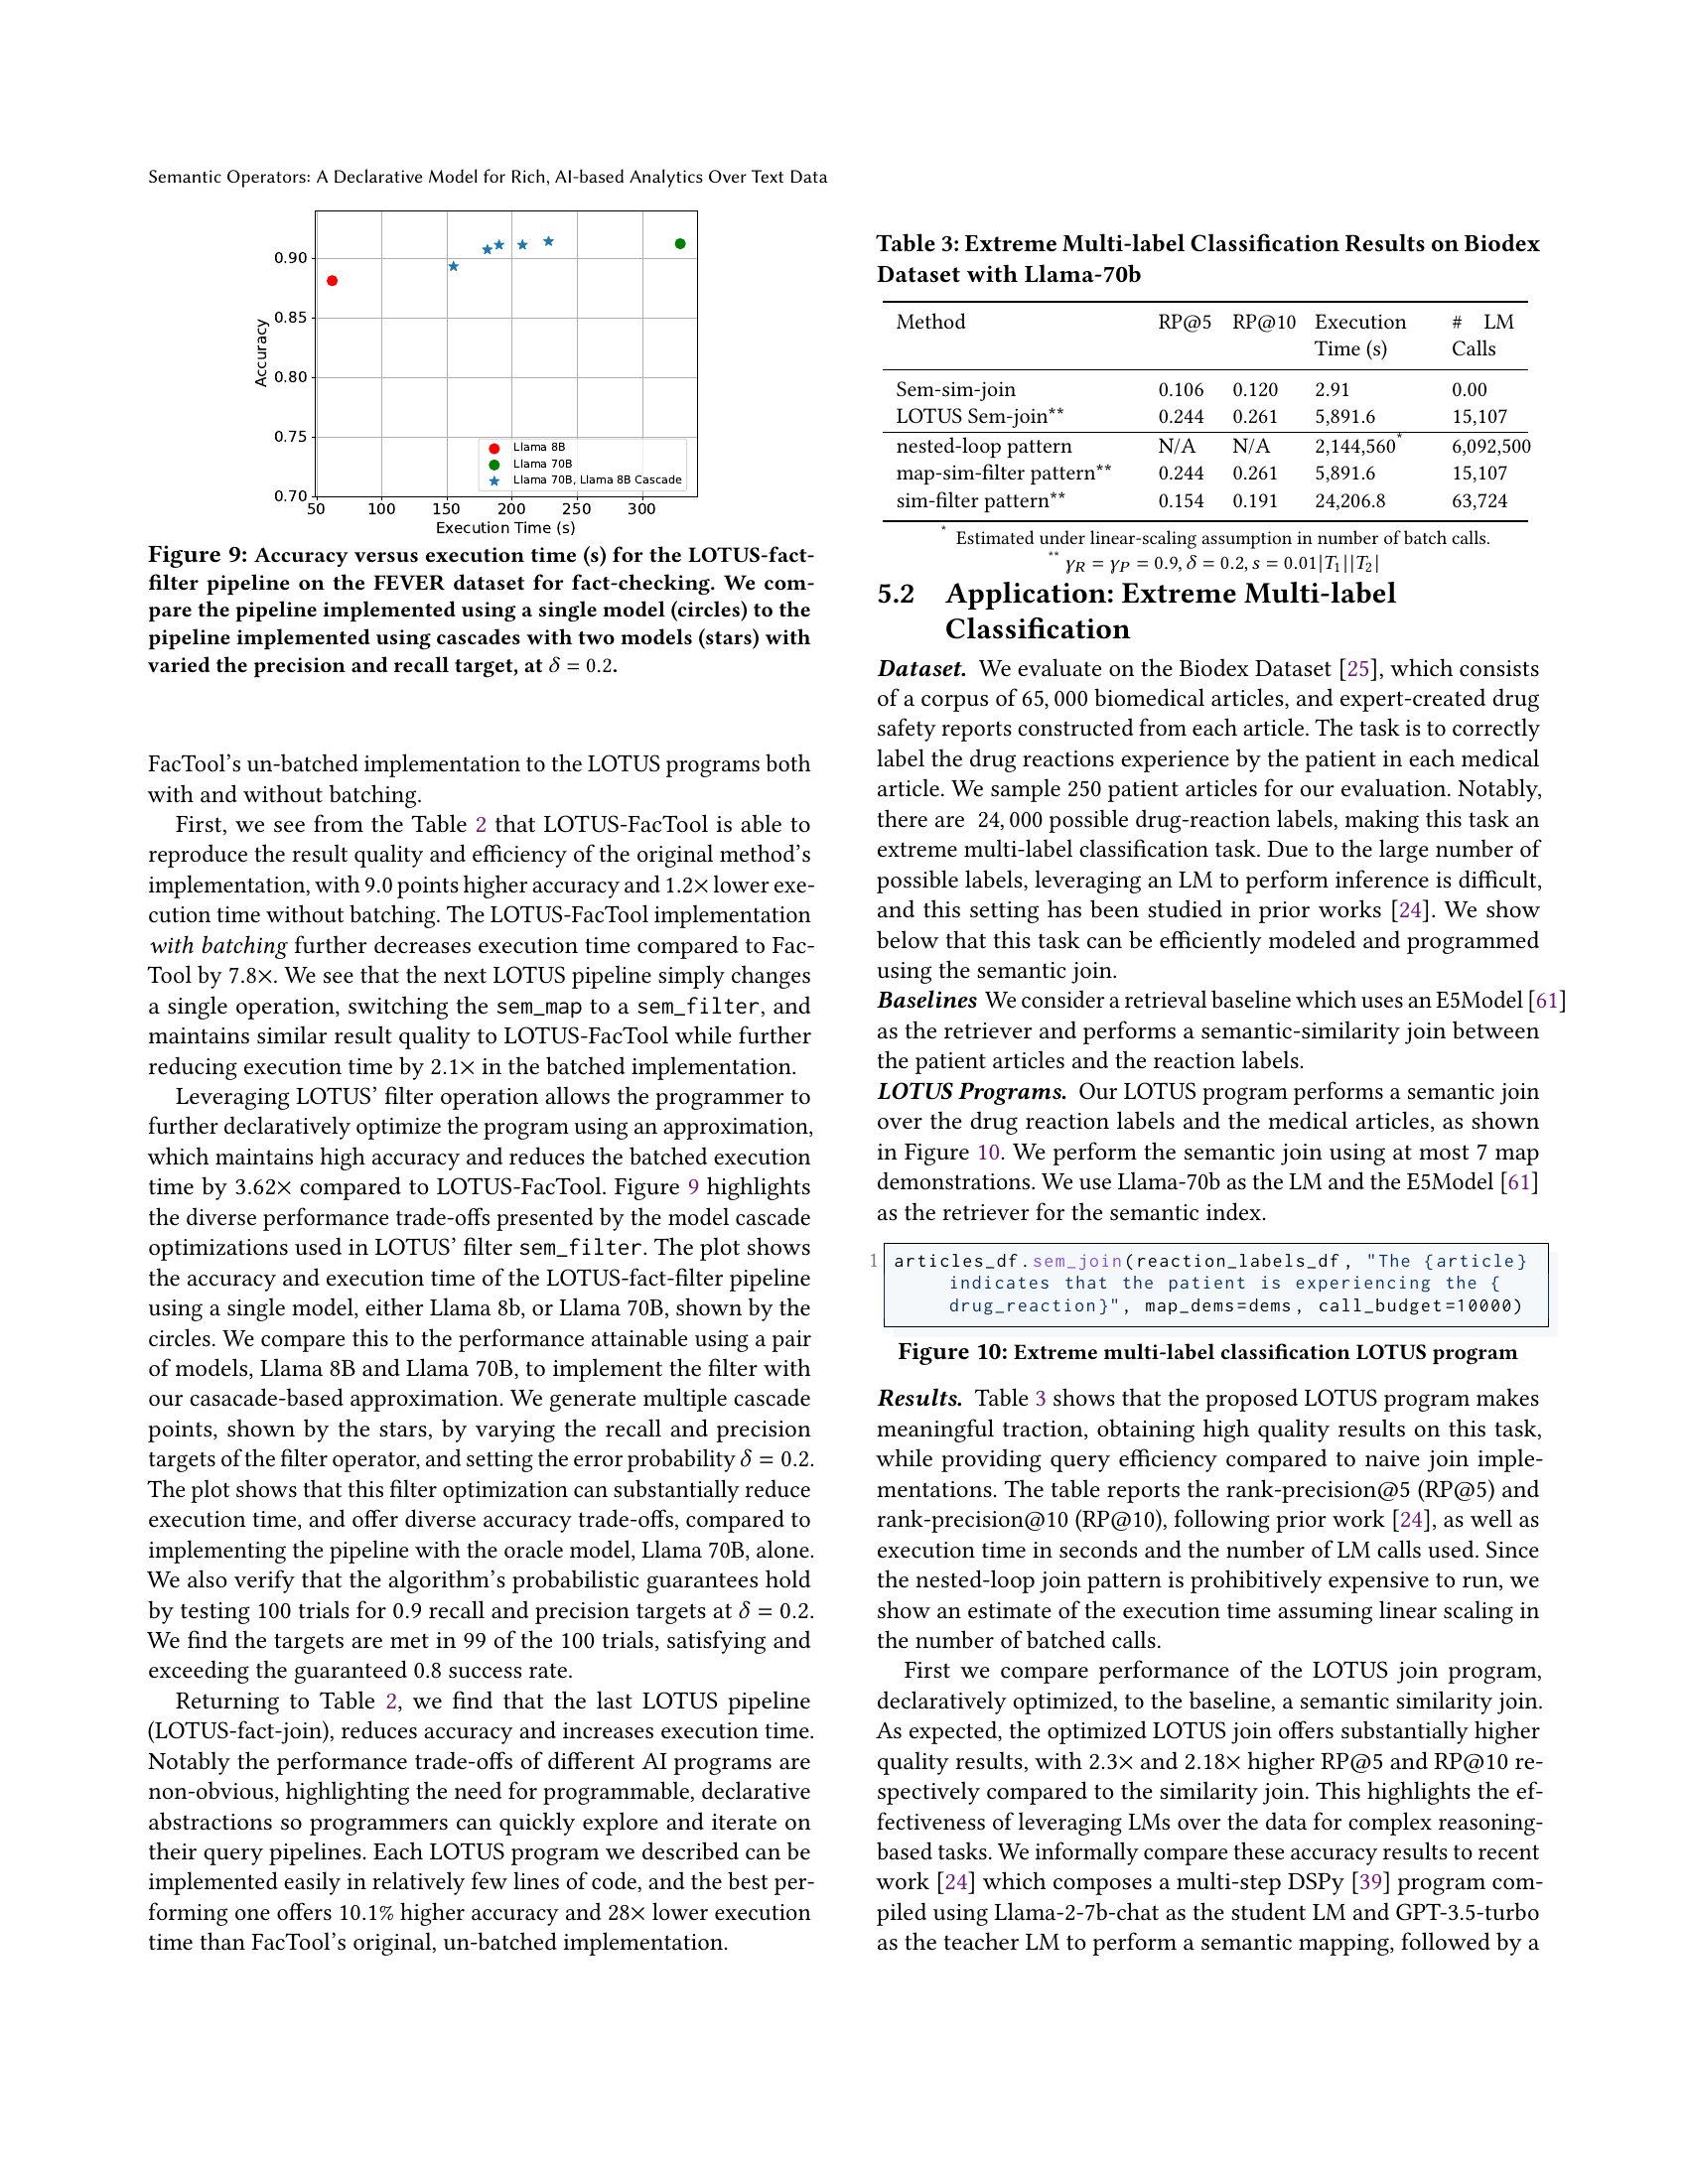 Semantic Operators: A Declarative Model for Rich, AI-based Analytics Over Text Data
0.90
0.85
0.80
0.75
0.70
Accuracy
Llama 8B
Llama 70B
Llama 70B, Llama 8B Cascade
50 100 150 200 250 300
Execution Time (s)
Figure 9: Accuracy versus execution time (s) for the LOTUS-fact-
filter pipeline on the FEVER dataset for fact-checking. We com-
pare the pipeline implemented using a single model (circles) to the
pipeline implemented using cascades with two models (stars) with
varied the precision and recall target, at δ = 0.2.
FacTool's un-batched implementation to the LOTUS programs both
with and without batching.
First, we see from the Table 2 that LOTUS-FacTool is able to
reproduce the result quality and efficiency of the original method's
implementation, with 9.0 points higher accuracy and 1.2× lower exe-
cution time without batching. The LOTUS-FacTool implementation
with batching further decreases execution time compared to Fac-
Tool by 7.8×. We see that the next LOTUS pipeline simply changes
a single operation, switching the sem_map to a sem_filter, and
maintains similar result quality to LOTUS-FacTool while further
reducing execution time by 2.1× in the batched implementation.
Leveraging LOTUS' filter operation allows the programmer to
further declaratively optimize the program using an approximation,
which maintains high accuracy and reduces the batched execution
time by 3.62× compared to LOTUS-FacTool. Figure 9 highlights
the diverse performance trade-offs presented by the model cascade
optimizations used in LOTUS' filter sem_filter. The plot shows
the accuracy and execution time of the LOTUS-fact-filter pipeline
using a single model, either Llama 8b, or Llama 70B, shown by the
circles. We compare this to the performance attainable using a pair
of models, Llama 8B and Llama 70B, to implement the filter with
our casacade-based approximation. We generate multiple cascade
points, shown by the stars, by varying the recall and precision
targets of the filter operator, and setting the error probability δ = 0.2.
The plot shows that this filter optimization can substantially reduce
execution time, and offer diverse accuracy trade-offs, compared to
implementing the pipeline with the oracle model, Llama 70B, alone.
We also verify that the algorithm's probabilistic guarantees hold
by testing 100 trials for 0.9 recall and precision targets at δ = 0.2.
We find the targets are met in 99 of the 100 trials, satisfying and
exceeding the guaranteed 0.8 success rate.
Returning to Table 2, we find that the last LOTUS pipeline
(LOTUS-fact-join), reduces accuracy and increases execution time.
Notably the performance trade-offs of different AI programs are
non-obvious, highlighting the need for programmable, declarative
abstractions so programmers can quickly explore and iterate on
their query pipelines. Each LOTUS program we described can be
implemented easily in relatively few lines of code, and the best per-
forming one offers 10.1% higher accuracy and 28× lower execution
time than FacTool's original, un-batched implementation.
Table 3: Extreme Multi-label Classification Results on Biodex
Dataset with Llama-70b
Method RP@5 RP@10 Execution # LM
Time (s) Calls
Sem-sim-join 0.106 0.120 2.91 0.00
LOTUS Sem-join** 0.244 0.261 5,891.6 15,107
nested-loop pattern N/A N/A 2,144,560* 6,092,500
map-sim-filter pattern** 0.244 0.261 5,891.6 15,107
sim-filter pattern** 0.154 0.191 24,206.8 63,724
* Estimated under linear-scaling assumption in number of batch calls.
** γR = γP = 0.9, δ = 0.2, s = 0.01|T1||T2|
5.2 Application: Extreme Multi-label
Classification
Dataset. We evaluate on the Biodex Dataset [25], which consists
of a corpus of 65, 000 biomedical articles, and expert-created drug
safety reports constructed from each article. The task is to correctly
label the drug reactions experience by the patient in each medical
article. We sample 250 patient articles for our evaluation. Notably,
there are 24, 000 possible drug-reaction labels, making this task an
extreme multi-label classification task. Due to the large number of
possible labels, leveraging an LM to perform inference is difficult,
and this setting has been studied in prior works [24]. We show
below that this task can be efficiently modeled and programmed
using the semantic join.
Baselines We consider a retrieval baseline which uses an E5Model [61]
as the retriever and performs a semantic-similarity join between
the patient articles and the reaction labels.
LOTUS Programs. Our LOTUS program performs a semantic join
over the drug reaction labels and the medical articles, as shown
in Figure 10. We perform the semantic join using at most 7 map
demonstrations. We use Llama-70b as the LM and the E5Model [61]
as the retriever for the semantic index.
1 articles_df.sem_join(reaction_labels_df, "The {article}
indicates that the patient is experiencing the {
drug_reaction}", map_dems=dems, call_budget=10000)
Figure 10: Extreme multi-label classification LOTUS program
Results. Table 3 shows that the proposed LOTUS program makes
meaningful traction, obtaining high quality results on this task,
while providing query efficiency compared to naive join imple-
mentations. The table reports the rank-precision@5 (RP@5) and
rank-precision@10 (RP@10), following prior work [24], as well as
execution time in seconds and the number of LM calls used. Since
the nested-loop join pattern is prohibitively expensive to run, we
show an estimate of the execution time assuming linear scaling in
the number of batched calls.
First we compare performance of the LOTUS join program,
declaratively optimized, to the baseline, a semantic similarity join.
As expected, the optimized LOTUS join offers substantially higher
quality results, with 2.3× and 2.18× higher RP@5 and RP@10 re-
spectively compared to the similarity join. This highlights the ef-
fectiveness of leveraging LMs over the data for complex reasoning-
based tasks. We informally compare these accuracy results to recent
work [24] which composes a multi-step DSPy [39] program com-
piled using Llama-2-7b-chat as the student LM and GPT-3.5-turbo
as the teacher LM to perform a semantic mapping, followed by a